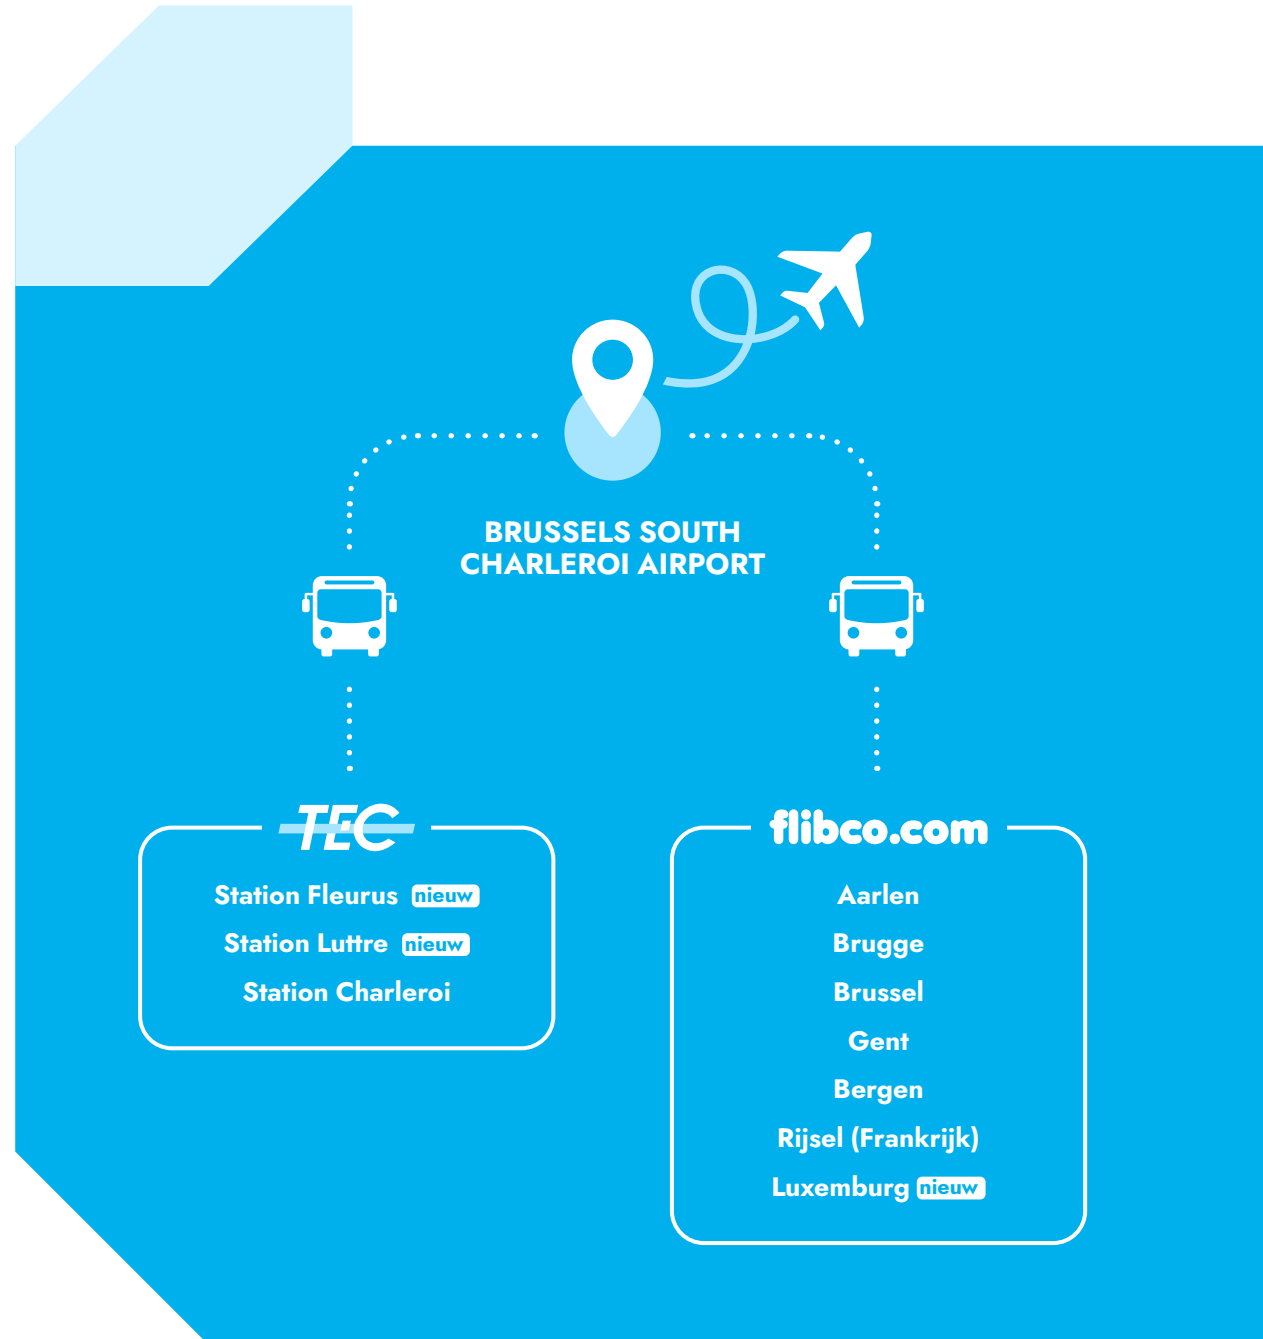 BRUSSELS SOUTH
CHARLEROI AIRPORT
TEC
Station Fleurus nieuw
Station Luttre nieuw
Station Charleroi
flibco.com
Aarlen
Brugge
Brussel
Gent
Bergen
Rijsel (Frankrijk)
Luxemburg nieuw